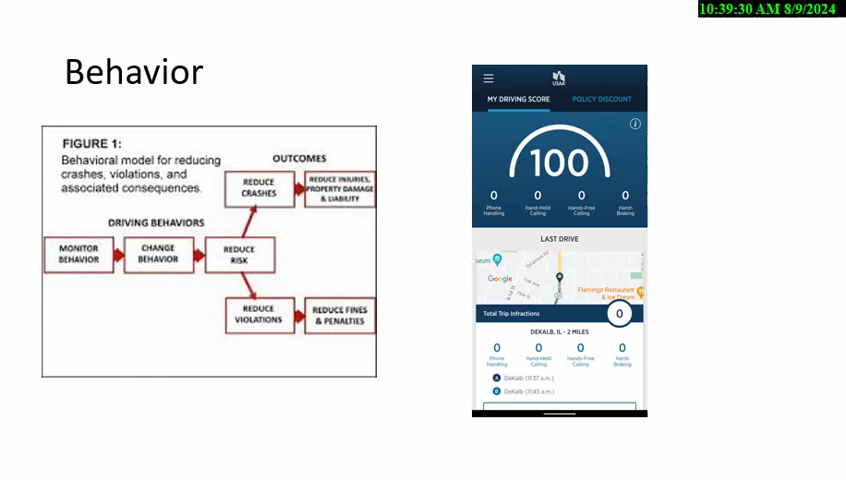 10:39:30 AM 8/9/2024
Behavior
FIGURE 1:
Behavioral model for reducing
crashes, violations, and
associated consequences.
OUTCOMES
REDUCE
CRASHES
REDUCE INJURIES,
PROPERTY DAMAGE
& LIABILITY
DRIVING BEHAVIORS
MONITOR
BEHAVIOR
CHANGE
BEHAVIOR
REDUCE
RISK
REDUCE
VIOLATIONS
REDUCE FINES
& PENALTIES
USAA
MY DRIVING SCORE
POLICY DISCOUNT
i
100
0 0 0 0
Phone Handling
Hand-Held Calling
Hands-Free Calling
Harsh Braking
LAST DRIVE
seum
Google
Flamingo Restaurant
& Ice Cream
Total Trip Infractions
0
DEKALB, IL - 2 MILES
0 0 0 0
Phone Handling
Hand-Held Calling
Hands-Free Calling
Harsh Braking
A DeKalb (11:37 a.m.)
B DeKalb (11:45 a.m.)